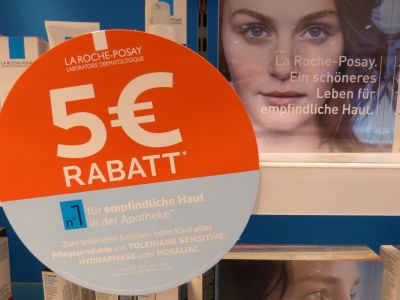 LA ROCHE-POSAY
LABORATOIRE DERMATOLOGIQUE
5€
RABATT*
n°1 für empfindliche Haut
in der Apotheke**
Zum sofortigen Einlösen beim Kauf aller
Pflegeprodukte von TOLERIANE SENSITIVE,
HYDRAPHASE oder ROSALIAC.
La Roche-Posay.
Ein schöneres
Leben für
empfindliche Haut.